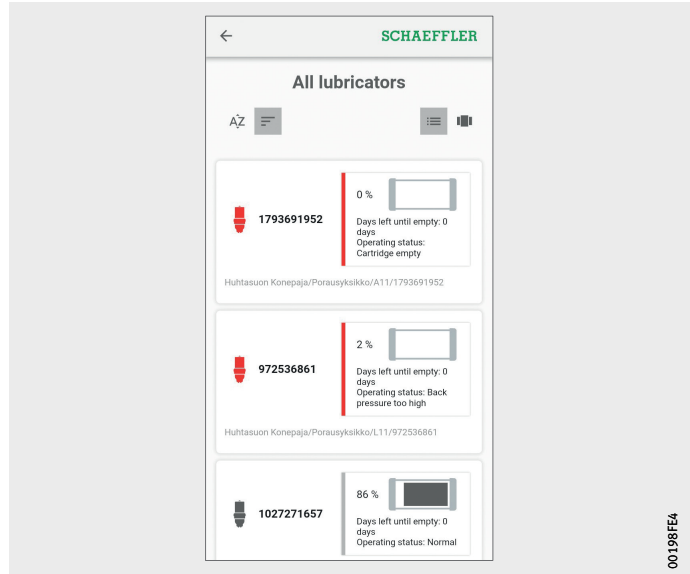 SCHAEFFLER
All lubricators
AZ
1793691952
0 %
Days left until empty: 0
days
Operating status:
Cartridge empty
Huhtasuon Konepaja/Porausyksikko/A11/1793691952
972536861
2 %
Days left until empty: 0
days
Operating status: Back
pressure too high
Huhtasuon Konepaja/Porausyksikko/L11/972536861
1027271657
86 %
Days left until empty: 0
days
Operating status: Normal
00198FE4